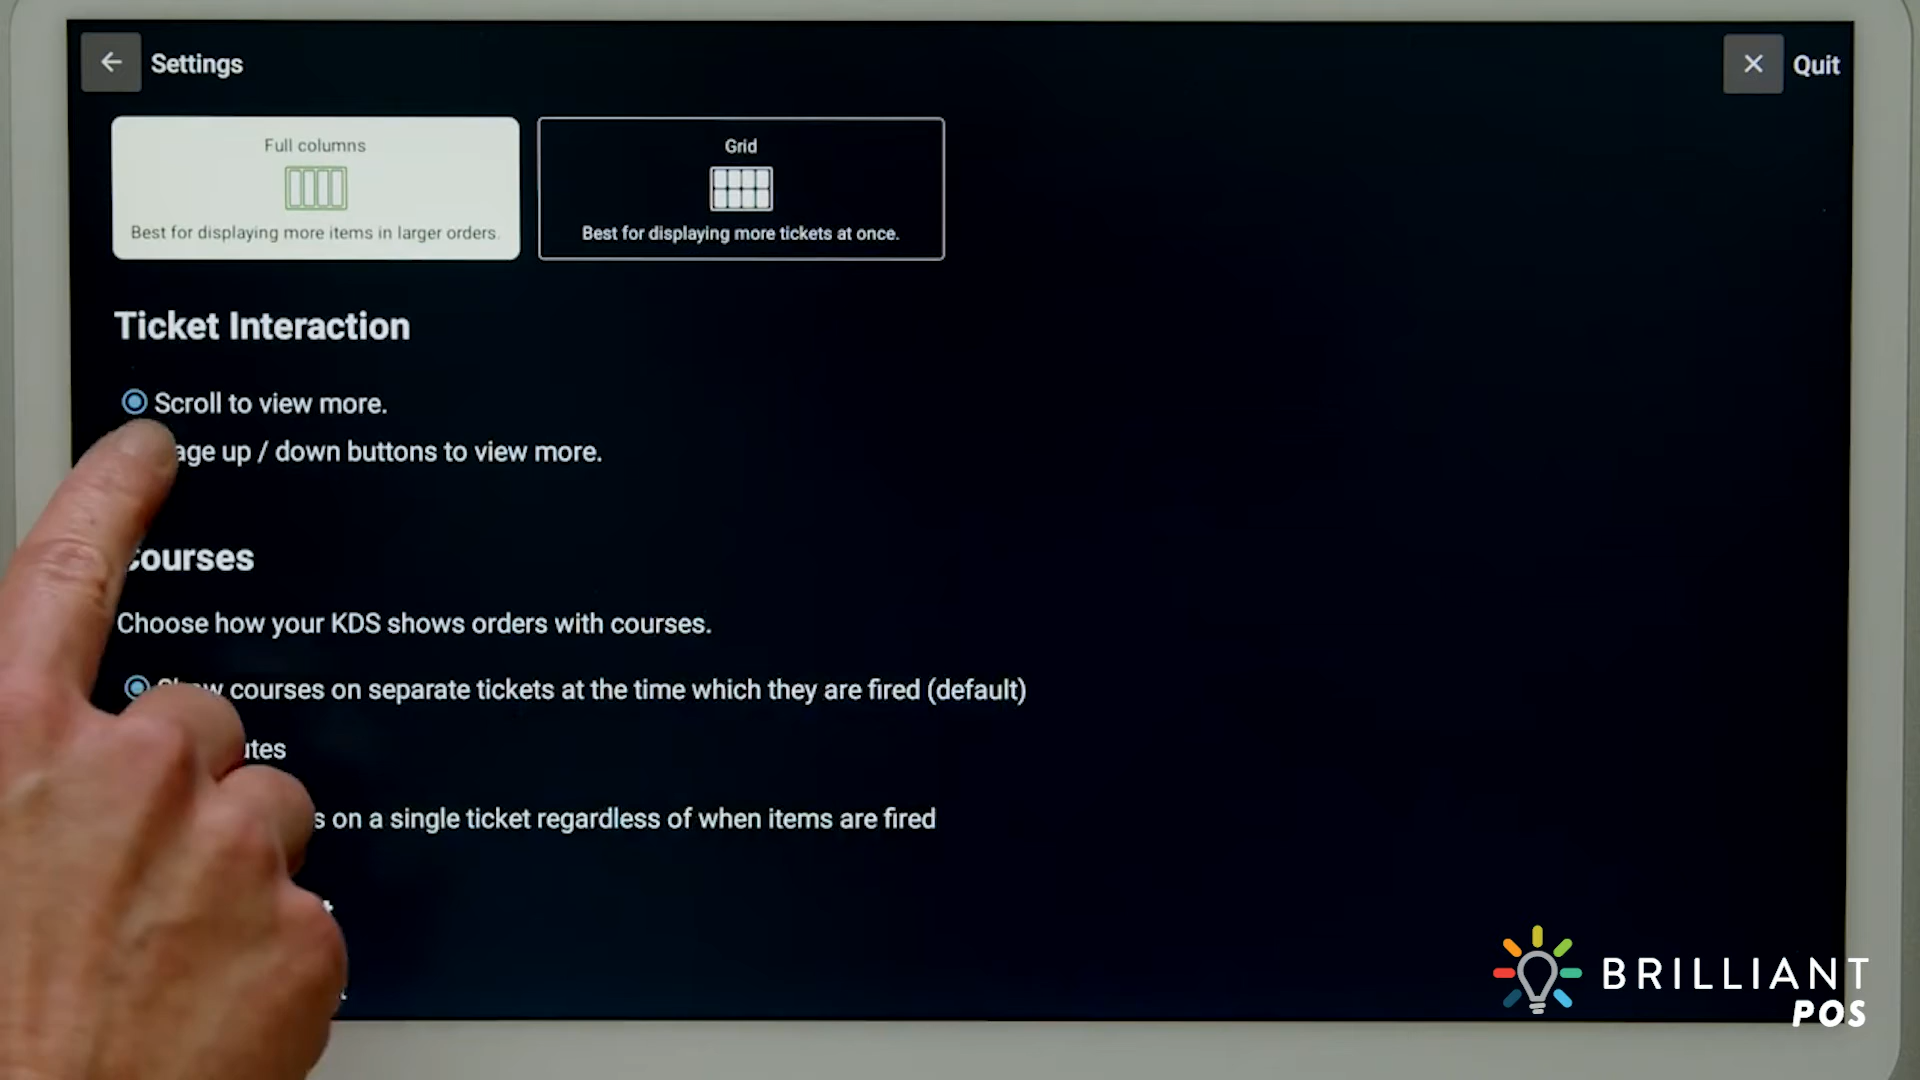 Settings
Quit
Full columns
Best for displaying more items in larger orders.
Grid
Best for displaying more tickets at once.
Ticket Interaction
Scroll to view more.
up / down buttons to view more.
Courses
Choose how your KDS shows orders with courses.
Show courses on separate tickets at the time which they are fired (default)
on a single ticket regardless of when items are fired
BRILLIANT
POS